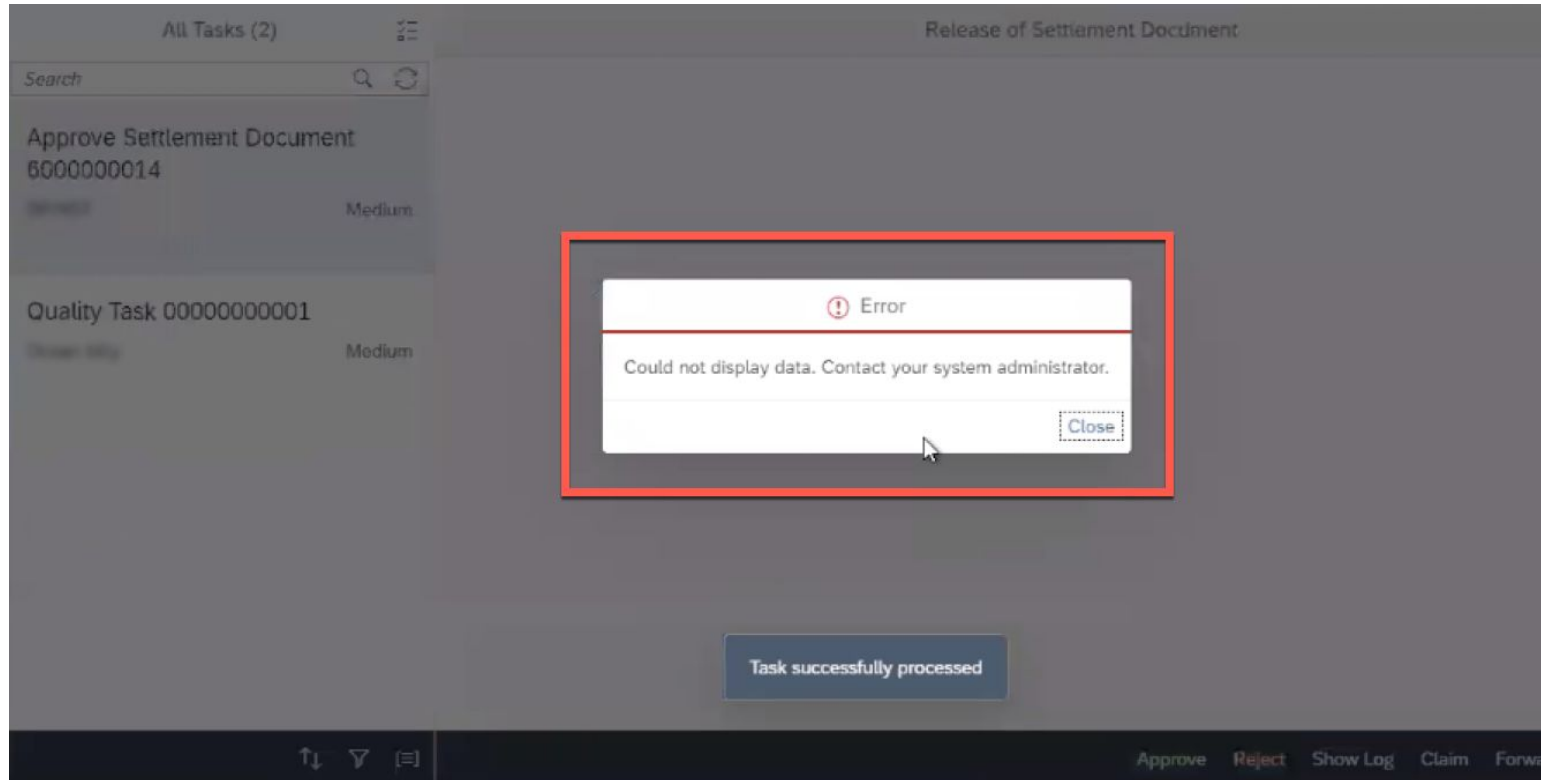 All Tasks (2)
Release of Settlement Document
Search
Approve Settlement Document
6000000014
Medium
Quality Task 00000000001
Medium
Error
Could not display data. Contact your system administrator.
Close
Task successfully processed
Approve Reject Show Log Claim Forwa